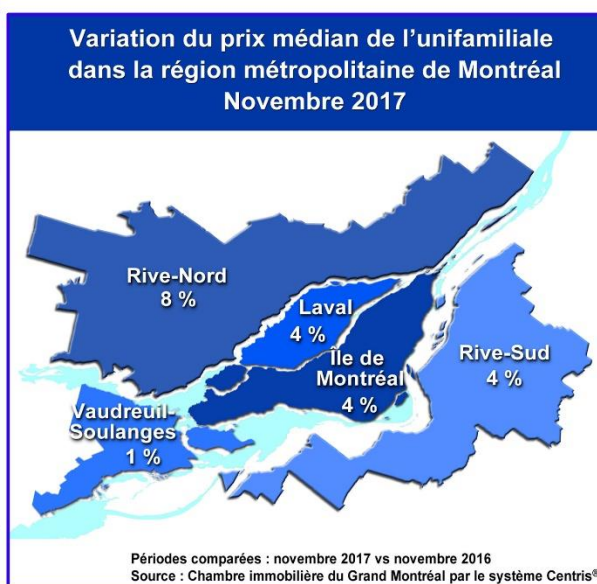 Variation du prix médian de l’unifamiliale
dans la région métropolitaine de Montréal
Novembre 2017
Rive-Nord
8 %
Laval
4 %
Île de
Montréal
4 %
Rive-Sud
4 %
Vaudreuil-
Soulanges
1 %
Périodes comparées : novembre 2017 vs novembre 2016
Source : Chambre immobilière du Grand Montréal par le système Centris®